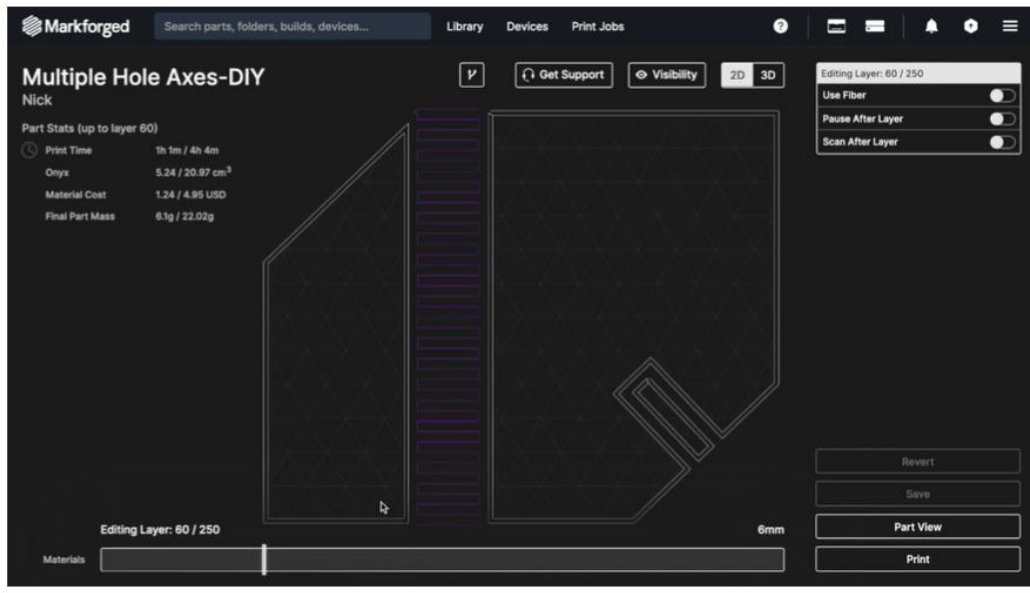 Markforged
Search parts, folders, builds, devices...
Library Devices Print Jobs
Multiple Hole Axes-DIY
Nick
Get Support
Visibility
2D 3D
Part Stats (up to layer 60)
Print Time 1h 1m / 4h 4m
Onyx 5.24 / 20.97 cm³
Material Cost 1.24 / 4.95 USD
Final Part Mass 6.1g / 22.02g
Editing Layer: 60 / 250
Use Fiber
Pause After Layer
Scan After Layer
Revert
Save
Part View
Print
Editing Layer: 60 / 250
6mm
Materials